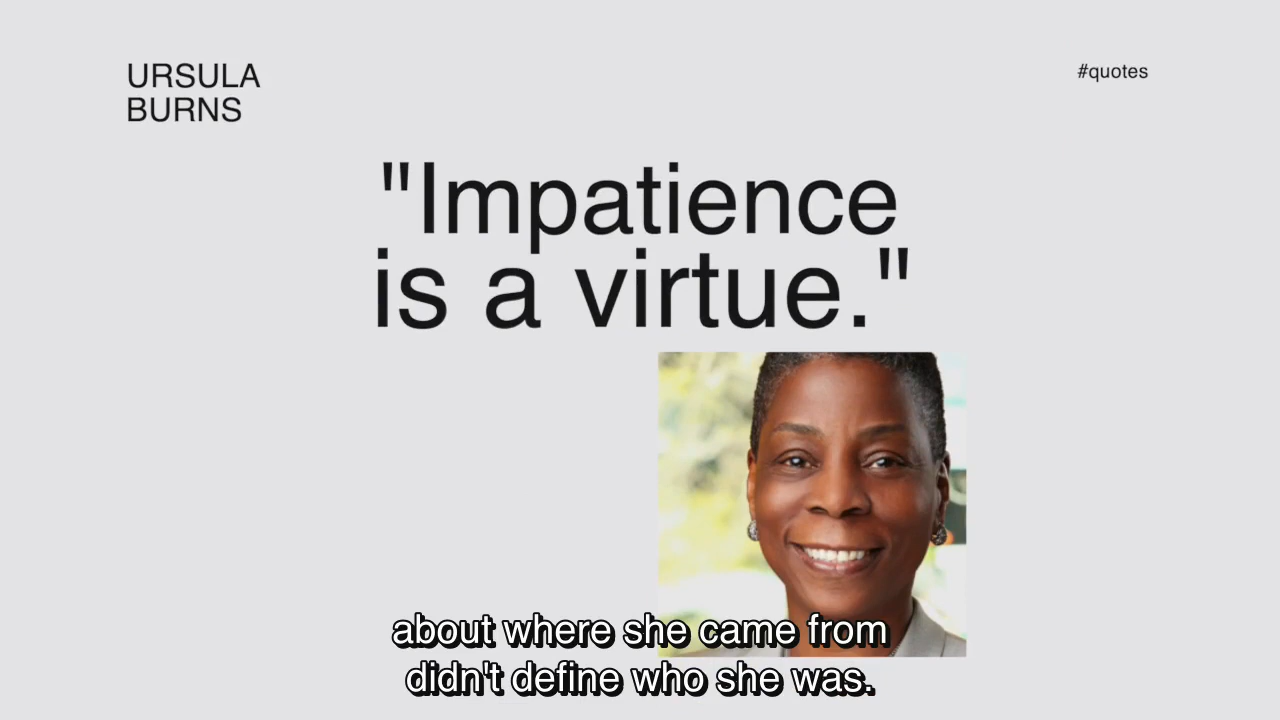 URSULA
BURNS
#quotes
"Impatience
is a virtue."
about where she came from
didn't define who she was.